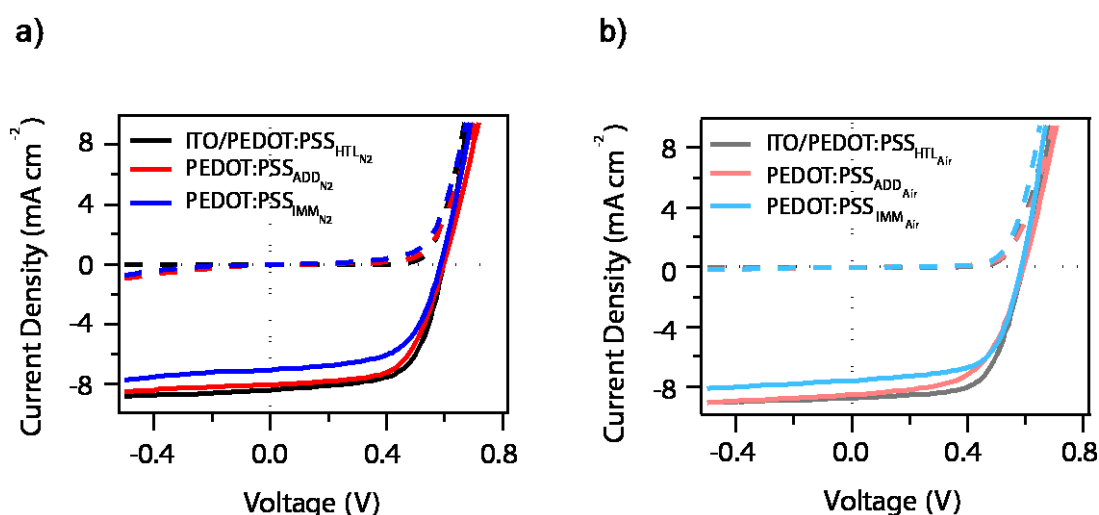 a)
8
4
0
-4
-8
Current Density (mA cm-2)
ITO/PEDOT:PSSHTLN2
PEDOT:PSSADDN2
PEDOT:PSSIMMN2
-0.4
0.0
0.4
0.8
Voltage (V)
b)
8
4
0
-4
-8
Current Density (mA cm-2)
ITO/PEDOT:PSSHTLAir
PEDOT:PSSADDAir
PEDOT:PSSIMMAir
-0.4
0.0
0.4
0.8
Voltage (V)